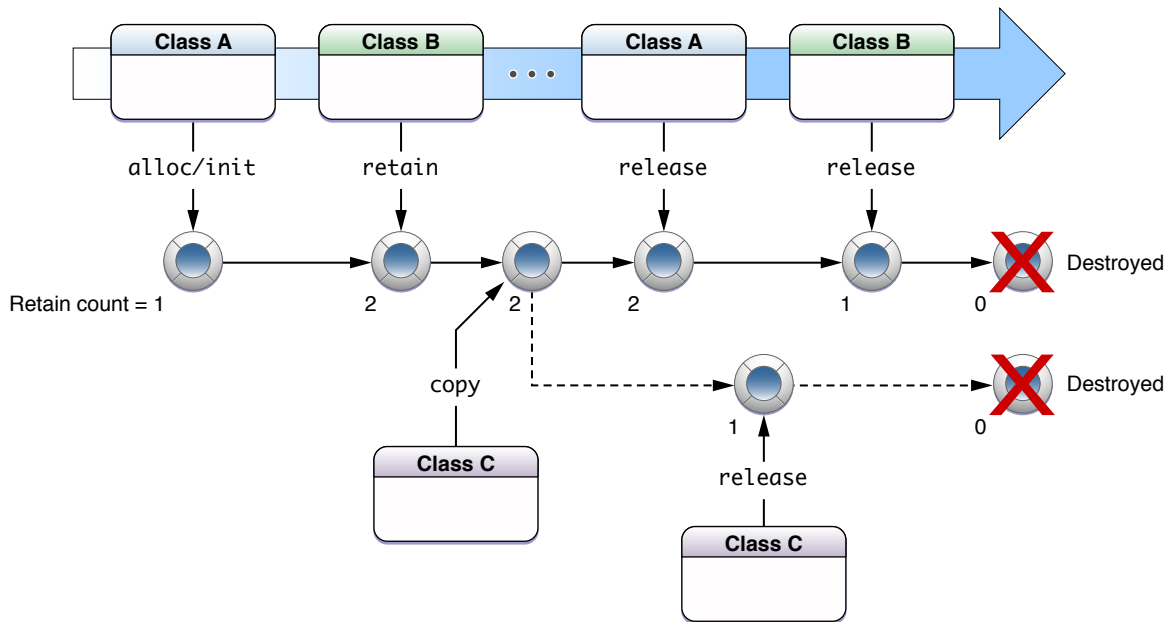 Class A
Class B
• • •
Class A
Class B
alloc/init
retain
release
release
Destroyed
Retain count = 1
2
2
2
1
0
copy
Destroyed
1
0
Class C
release
Class C